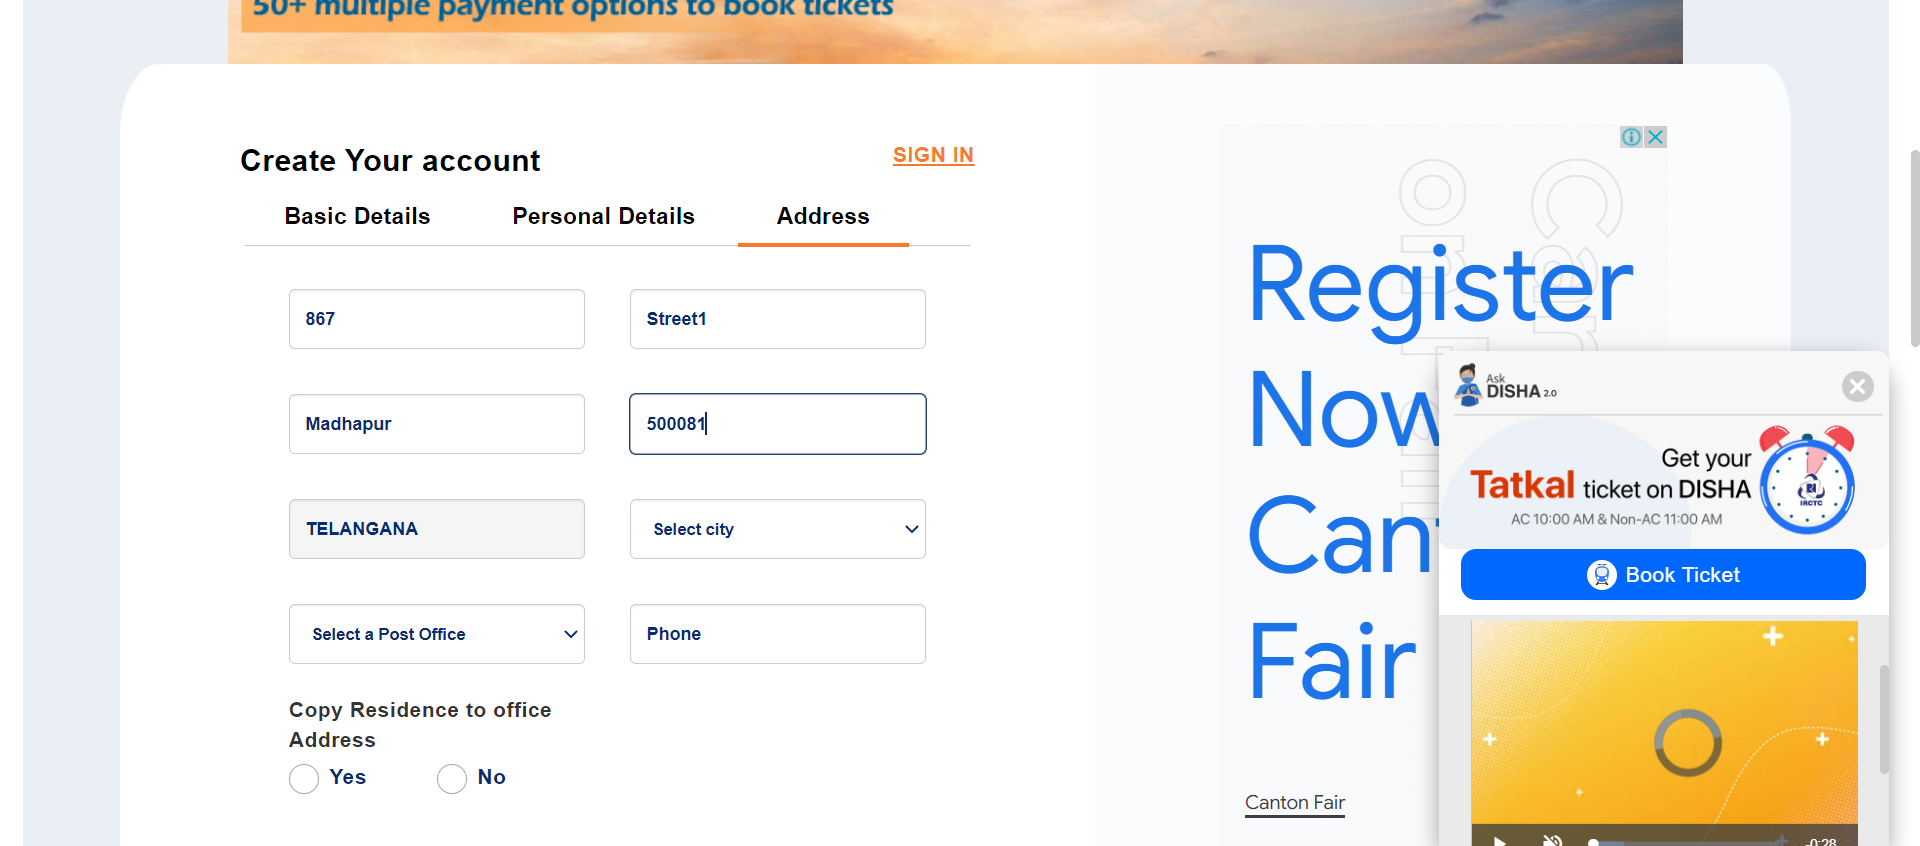 50+ multiple payment options to book tickets
Create Your account
SIGN IN
Basic Details
Personal Details
Address
867
Street1
Madhapur
500081
TELANGANA
Select city
Select a Post Office
Phone
Copy Residence to office
Address
Yes
No
Register
Now
Cant
Fair
Canton Fair
Ask
DISHA 2.0
Get your
Tatkal ticket on DISHA
AC 10:00 AM & Non-AC 11:00 AM
IRCTC
Book Ticket
-0:28